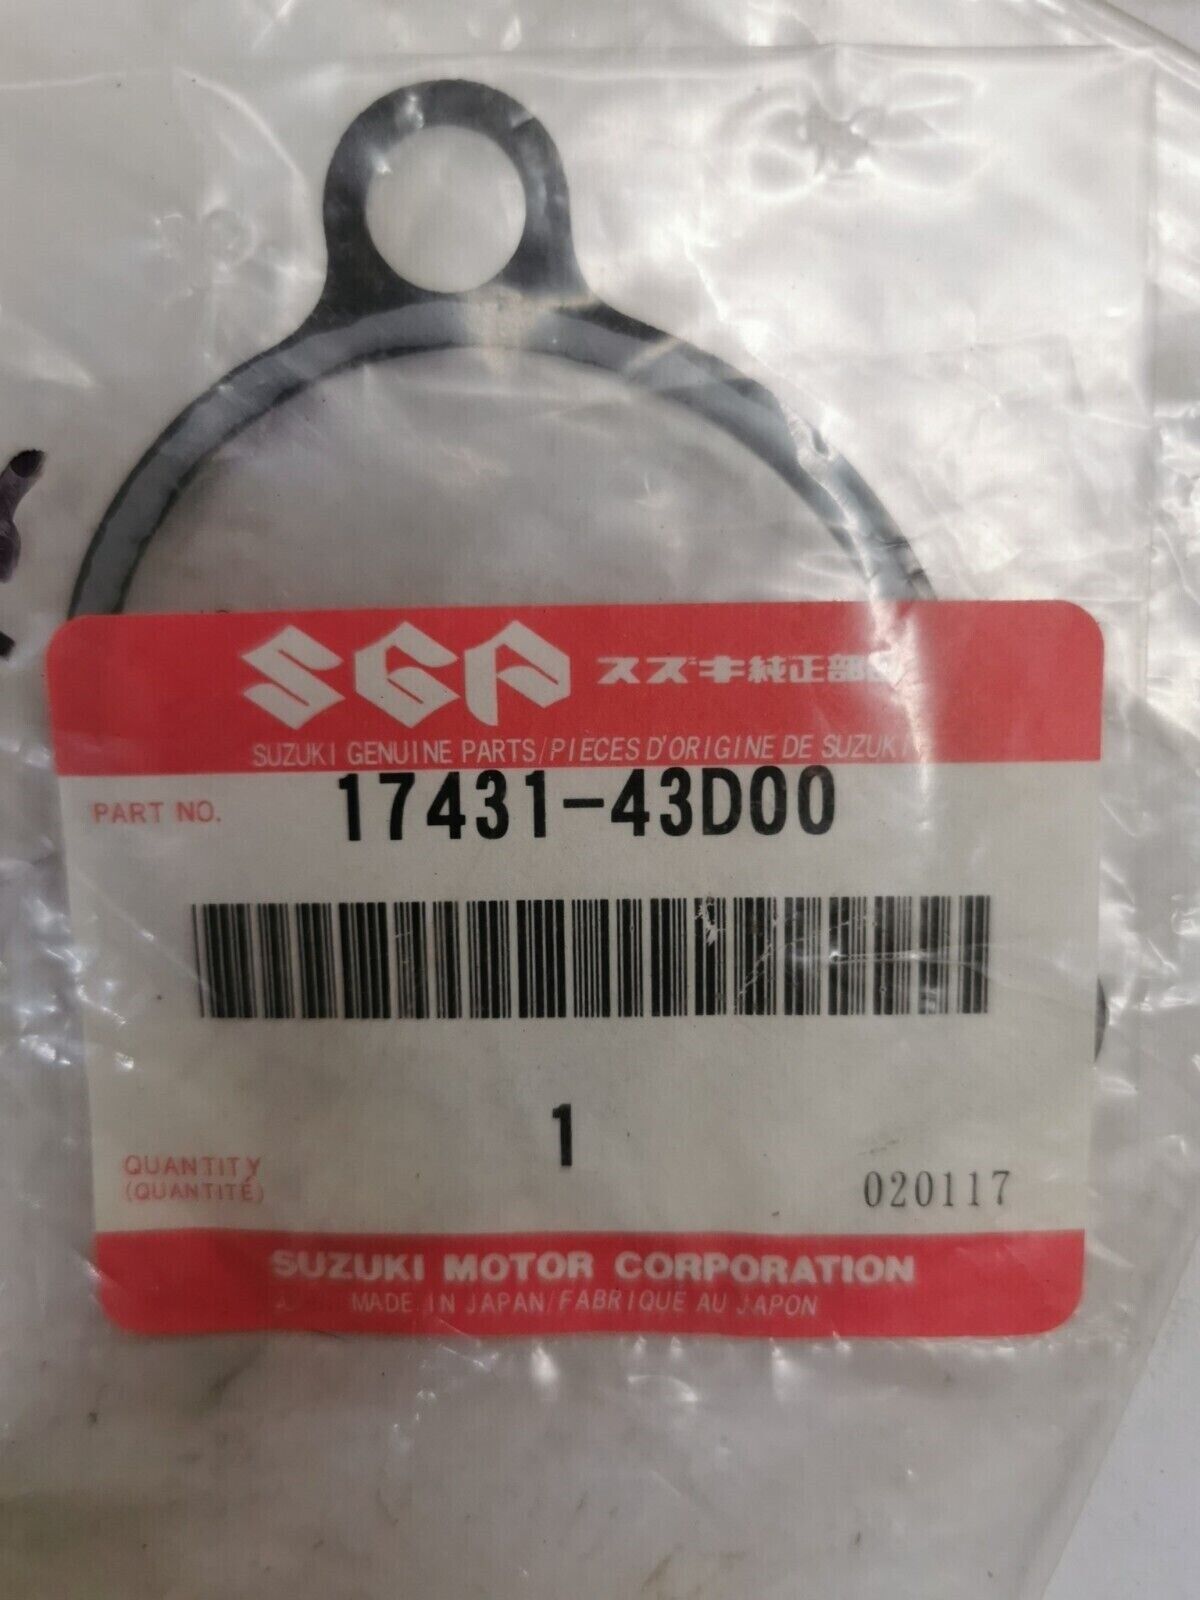 SGP スズキ純正部品
SUZUKI GENUINE PARTS/PIECES D'ORIGINE DE SUZUKI
PART NO. 17431-43D00
1
QUANTITY
(QUANTITÉ)
020117
SUZUKI MOTOR CORPORATION
MADE IN JAPAN/FABRIQUE AU JAPON